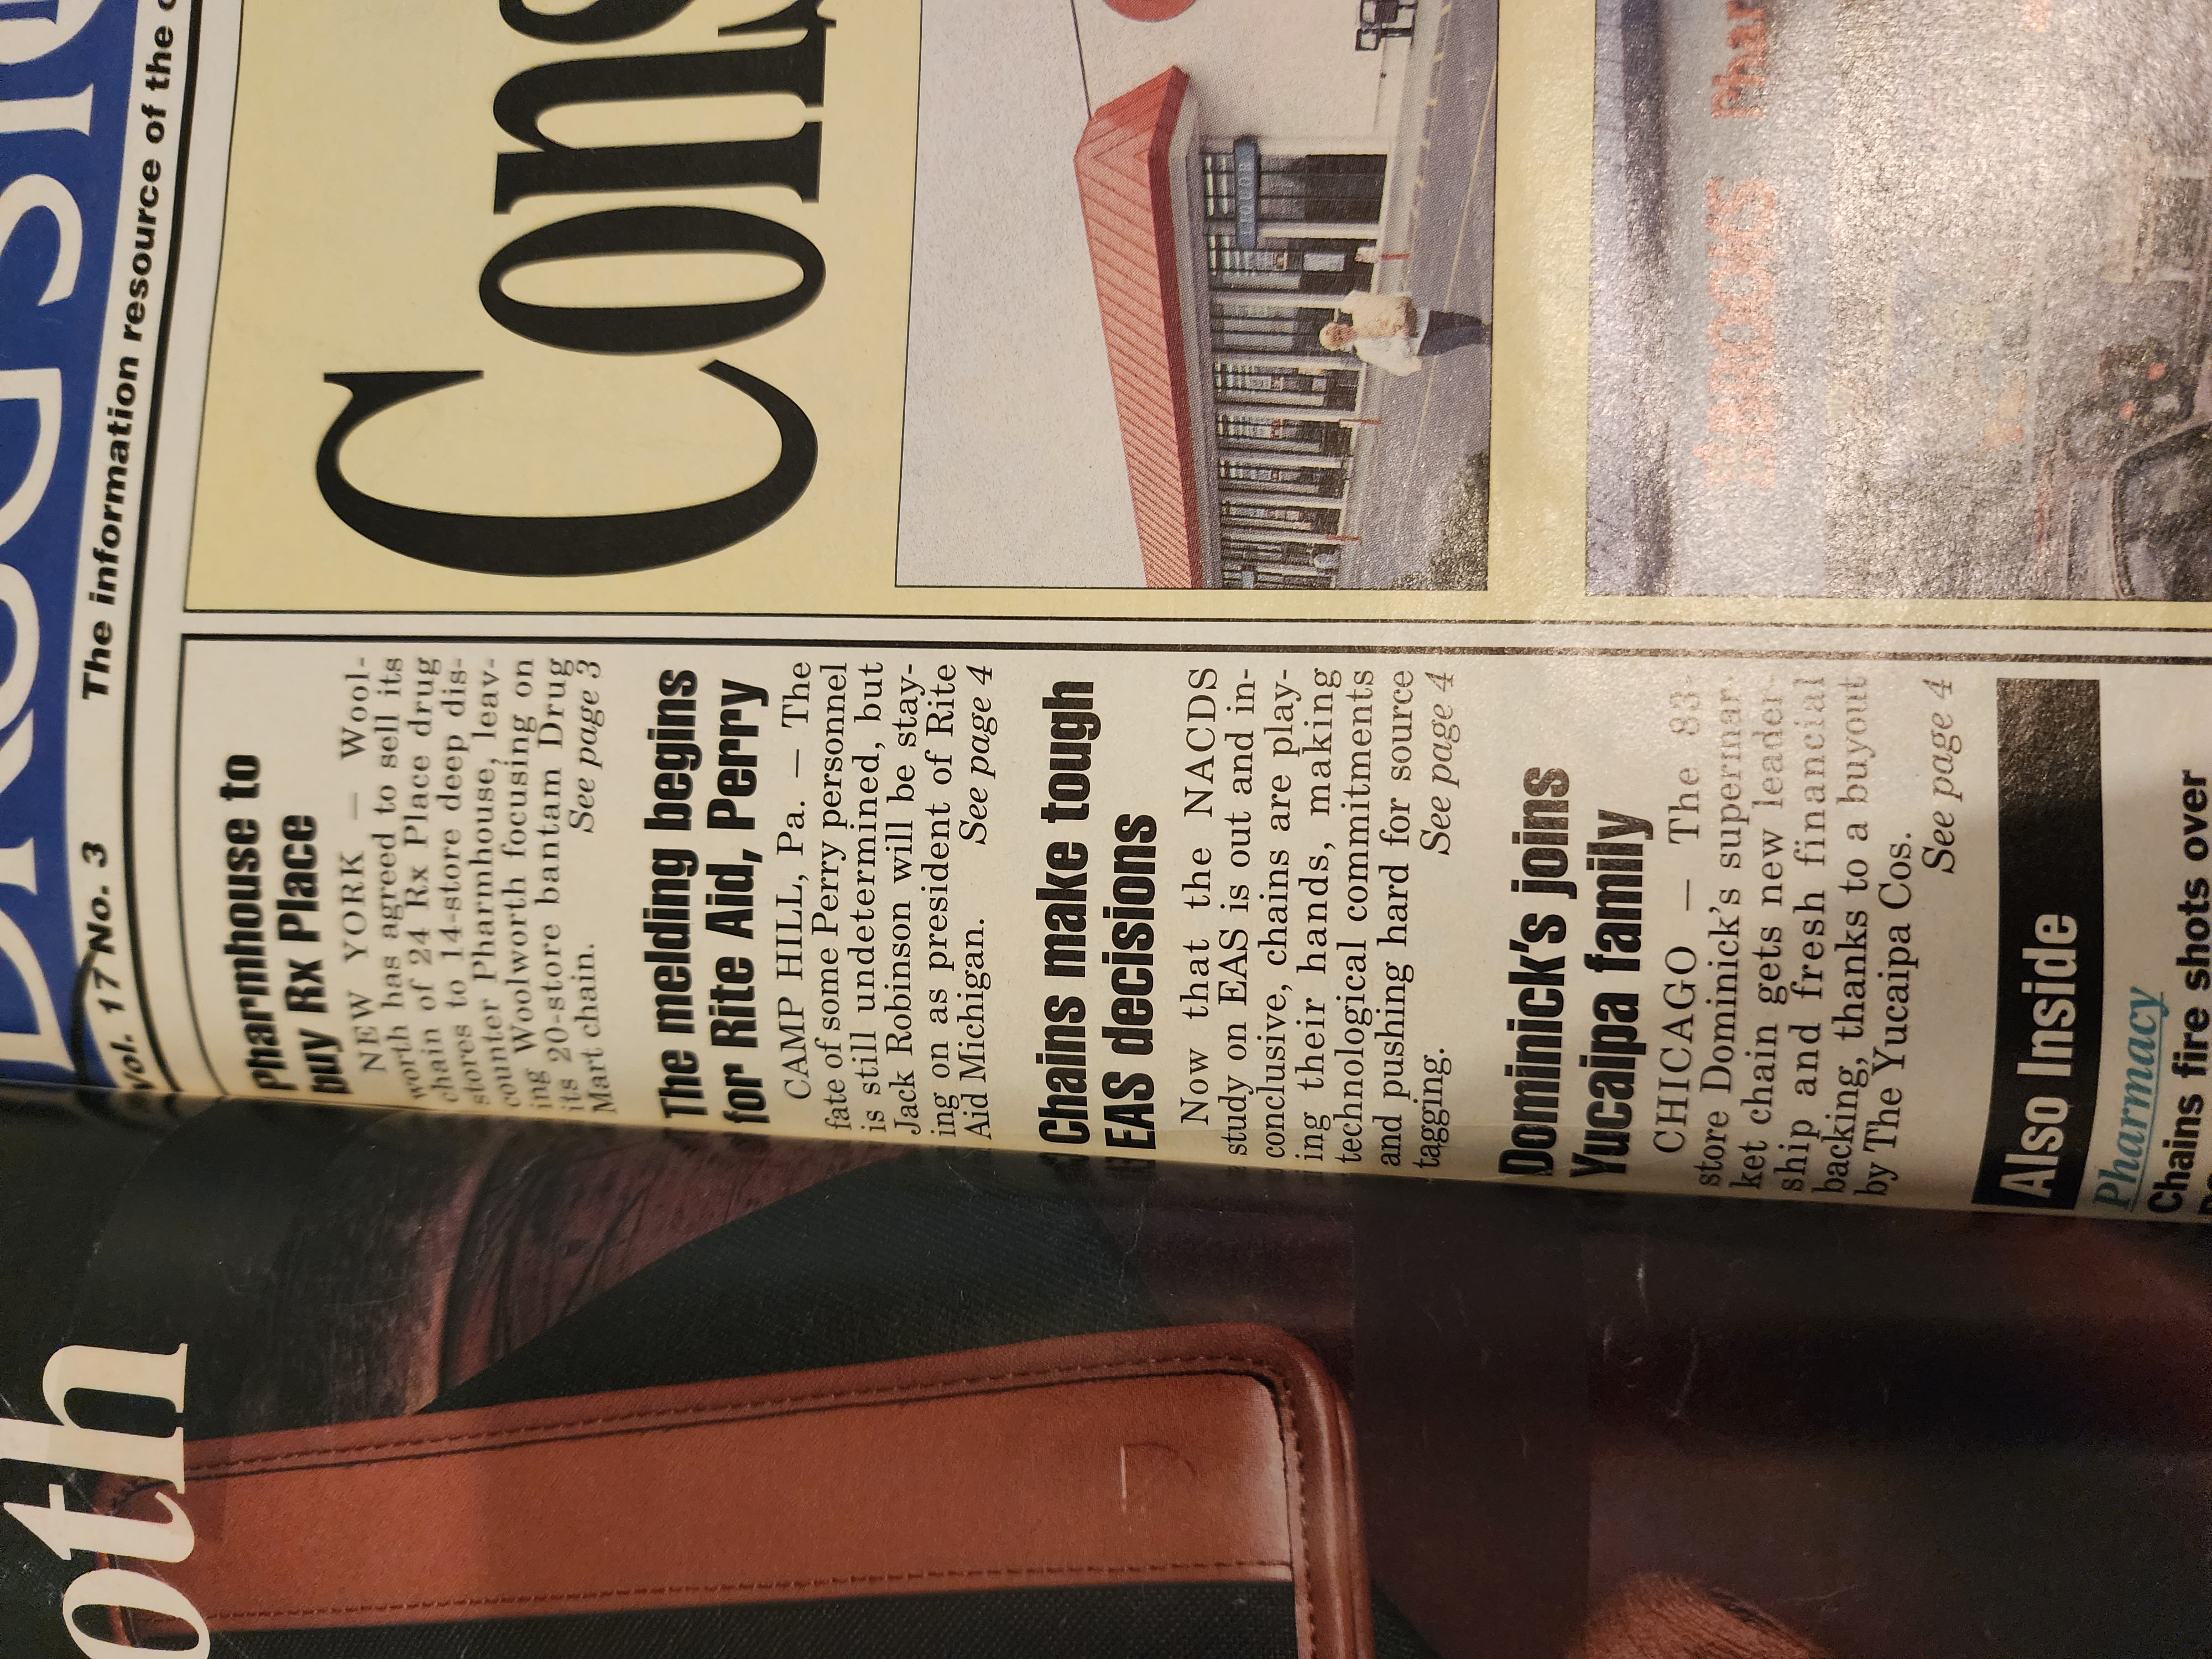 Vol. 17 No. 3
The information resource of the
Pharmhouse to
buy Rx Place
NEW YORK — Wool-
worth has agreed to sell its
chain of 24 Rx Place drug
stores to 14-store deep dis-
counter Pharmhouse, leav-
ing Woolworth focusing on
its 20-store bantam Drug
Mart chain.
See page 3
The melding begins
for Rite Aid, Perry
CAMP HILL, Pa. — The
fate of some Perry personnel
is still undetermined, but
Jack Robinson will be stay-
ing on as president of Rite
Aid Michigan.
See page 4
Chains make tough
EAS decisions
Now that the NACDS
study on EAS is out and in-
conclusive, chains are play-
ing their hands, making
technological commitments
and pushing hard for source
tagging.
See page 4
Dominick's joins
Yucaipa family
CHICAGO — The 83-
store Dominick's supermar-
ket chain gets new leader-
ship and fresh financial
backing, thanks to a buyout
by The Yucaipa Cos.
See page 4
Also Inside
Pharmacy
Chains fire shots over
Cons
LIQUOR
BROOKS Phar
oth